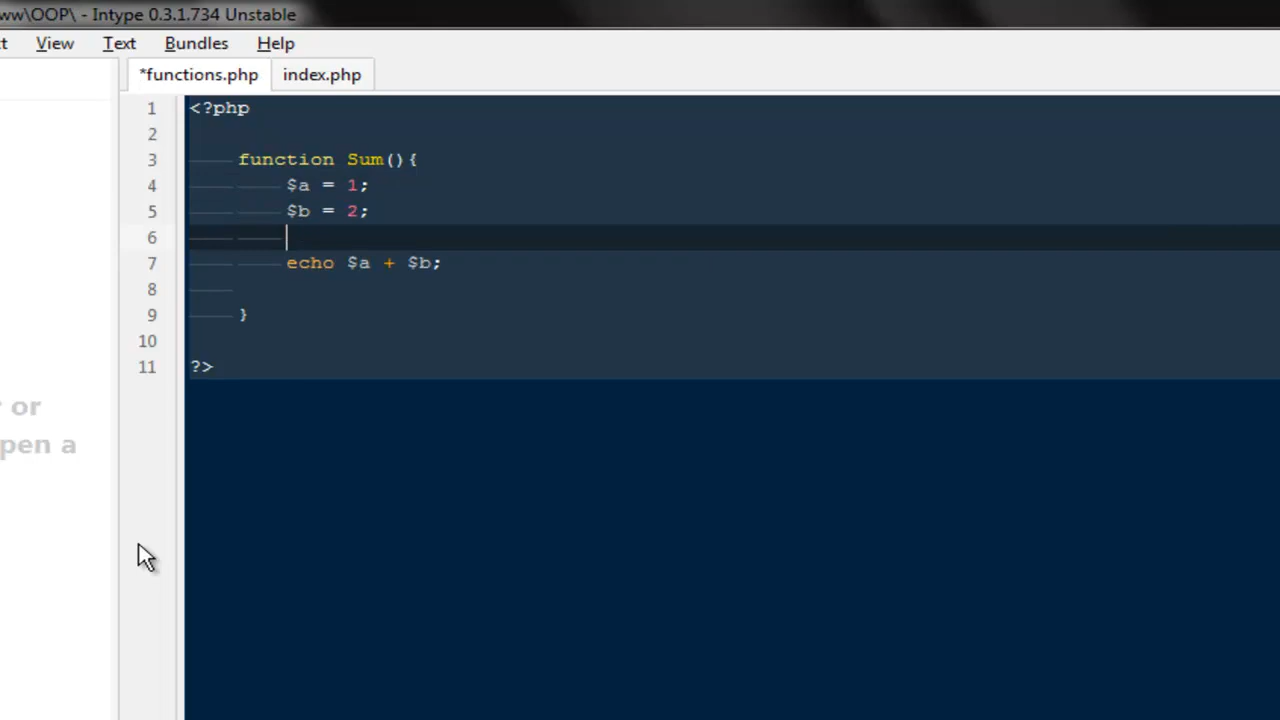 ww\OOP\ - Intype 0.3.1.734 Unstable
t View Text Bundles Help
*functions.php index.php
1 <?php
2
3 function Sum(){
4 $a = 1;
5 $b = 2;
6
7 echo $a + $b;
8
9 }
10
11 ?>
r or
pen a